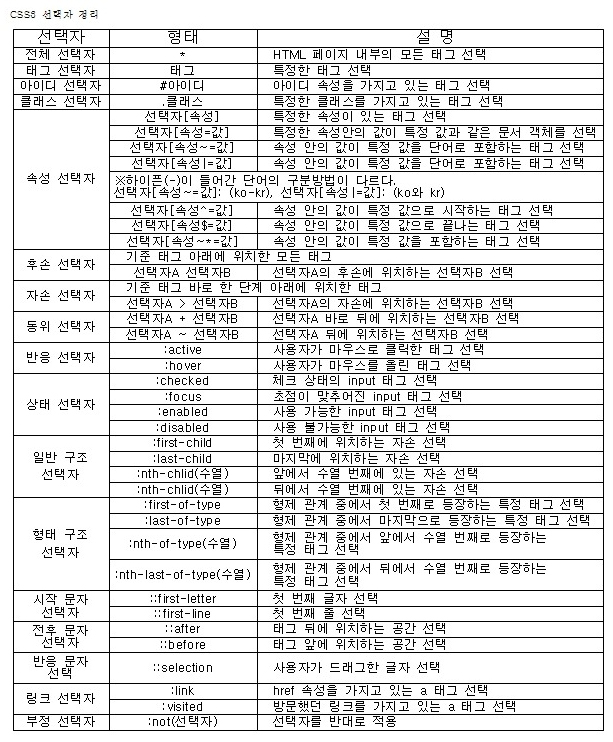 CSS6 선택자 정리
선택자 형태 설 명
전체 선택자 * HTML 페이지 내부의 모든 태그 선택
태그 선택자 태그 특정한 태그 선택
아이디 선택자 #아이디 아이디 속성을 가지고 있는 태그 선택
클래스 선택자 .클래스 특정한 클래스를 가지고 있는 태그 선택
속성 선택자 선택자[속성] 특정한 속성이 있는 태그 선택
선택자[속성=값] 특정한 속성안의 값이 특정 값과 같은 문서 객체를 선택
선택자[속성~=값] 속성 안의 값이 특정 값을 단어로 포함하는 태그 선택
선택자[속성|=값] 속성 안의 값이 특정 값을 단어로 포함하는 태그 선택
※하이픈(-)이 들어간 단어의 구분방법이 다르다.
선택자[속성~=값]: (ko-kr), 선택자[속성|=값]: (ko와 kr)
선택자[속성^=값] 속성 안의 값이 특정 값으로 시작하는 태그 선택
선택자[속성$=값] 속성 안의 값이 특정 값으로 끝나는 태그 선택
선택자[속성~*=값] 속성 안의 값이 특정 값을 포함하는 태그 선택
후손 선택자 기준 태그 아래에 위치한 모든 태그
선택자A 선택자B 선택자A의 후손에 위치하는 선택자B 선택
자손 선택자 기준 태그 바로 한 단계 아래에 위치한 태그
선택자A > 선택자B 선택자A의 자손에 위치하는 선택자B 선택
동위 선택자 선택자A + 선택자B 선택자A 바로 뒤에 위치하는 선택자B 선택
선택자A ~ 선택자B 선택자A 뒤에 위치하는 선택자B 선택
반응 선택자 :active 사용자가 마우스로 클릭한 태그 선택
:hover 사용자가 마우스를 올린 태그 선택
상태 선택자 :checked 체크 상태의 input 태그 선택
:focus 초점이 맞추어진 input 태그 선택
:enabled 사용 가능한 input 태그 선택
:disabled 사용 불가능한 input 태그 선택
일반 구조 선택자 :first-child 첫 번째에 위치하는 자손 선택
:last-child 마지막에 위치하는 자손 선택
:nth-chlid(수열) 앞에서 수열 번째에 있는 자손 선택
:nth-chlid(수열) 뒤에서 수열 번째에 있는 자손 선택
형태 구조 선택자 :first-of-type 형제 관계 중에서 첫 번째로 등장하는 특정 태그 선택
:last-of-type 형제 관계 중에서 마지막으로 등장하는 특정 태그 선택
:nth-of-type(수열) 형제 관계 중에서 앞에서 수열 번째로 등장하는
특정 태그 선택
:nth-last-of-type(수열) 형제 관계 중에서 뒤에서 수열 번째로 등장하는
특정 태그 선택
시작 문자 선택자 ::first-letter 첫 번째 글자 선택
::first-line 첫 번째 줄 선택
전후 문자 선택자 ::after 태그 뒤에 위치하는 공간 선택
::before 태그 앞에 위치하는 공간 선택
반응 문자 선택 ::selection 사용자가 드래그한 글자 선택
링크 선택자 :link href 속성을 가지고 있는 a 태그 선택
:visited 방문했던 링크를 가지고 있는 a 태그 선택
부정 선택자 :not(선택자) 선택자를 반대로 적용